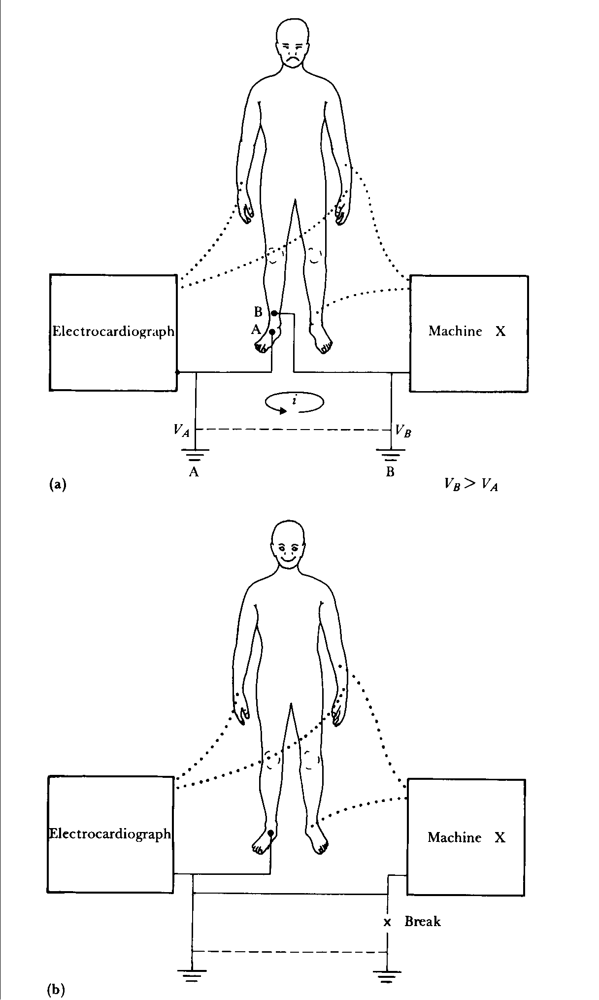 B
A
Electrocardiograph
Machine X
i
V_A
V_B
A
B
(a)
V_B > V_A
Electrocardiograph
Machine X
x Break
(b)